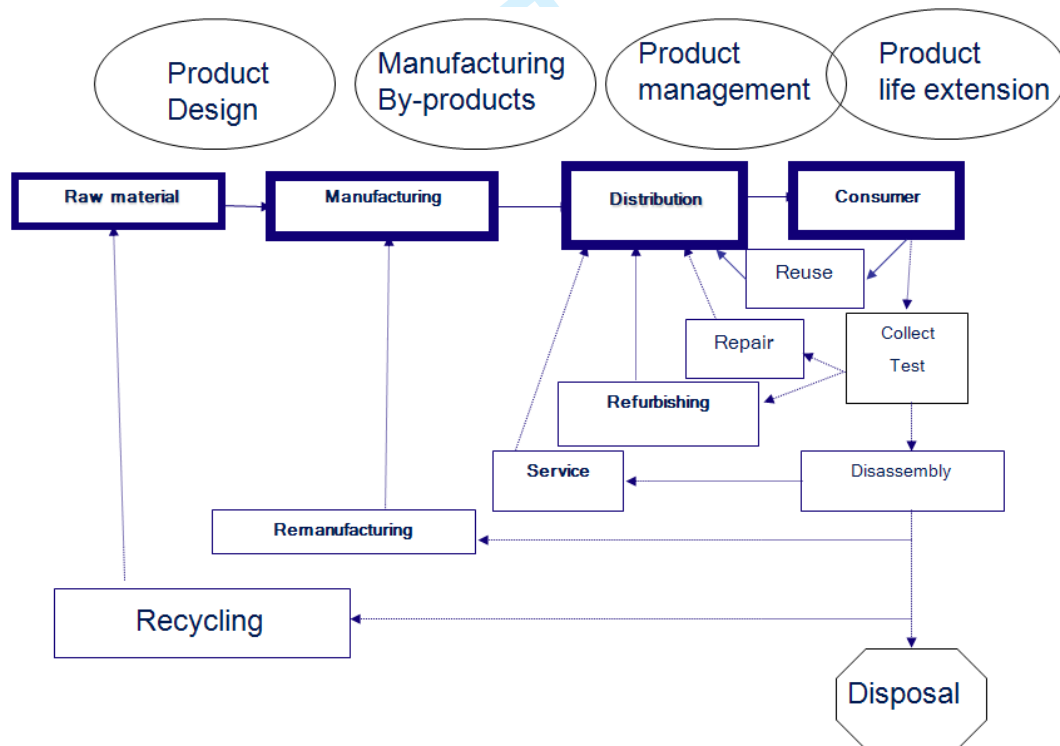 Product
Design
Manufacturing
By-products
Product
management
Product
life extension
Raw material
Manufacturing
Distribution
Consumer
Reuse
Collect
Test
Repair
Refurbishing
Service
Disassembly
Remanufacturing
Recycling
Disposal